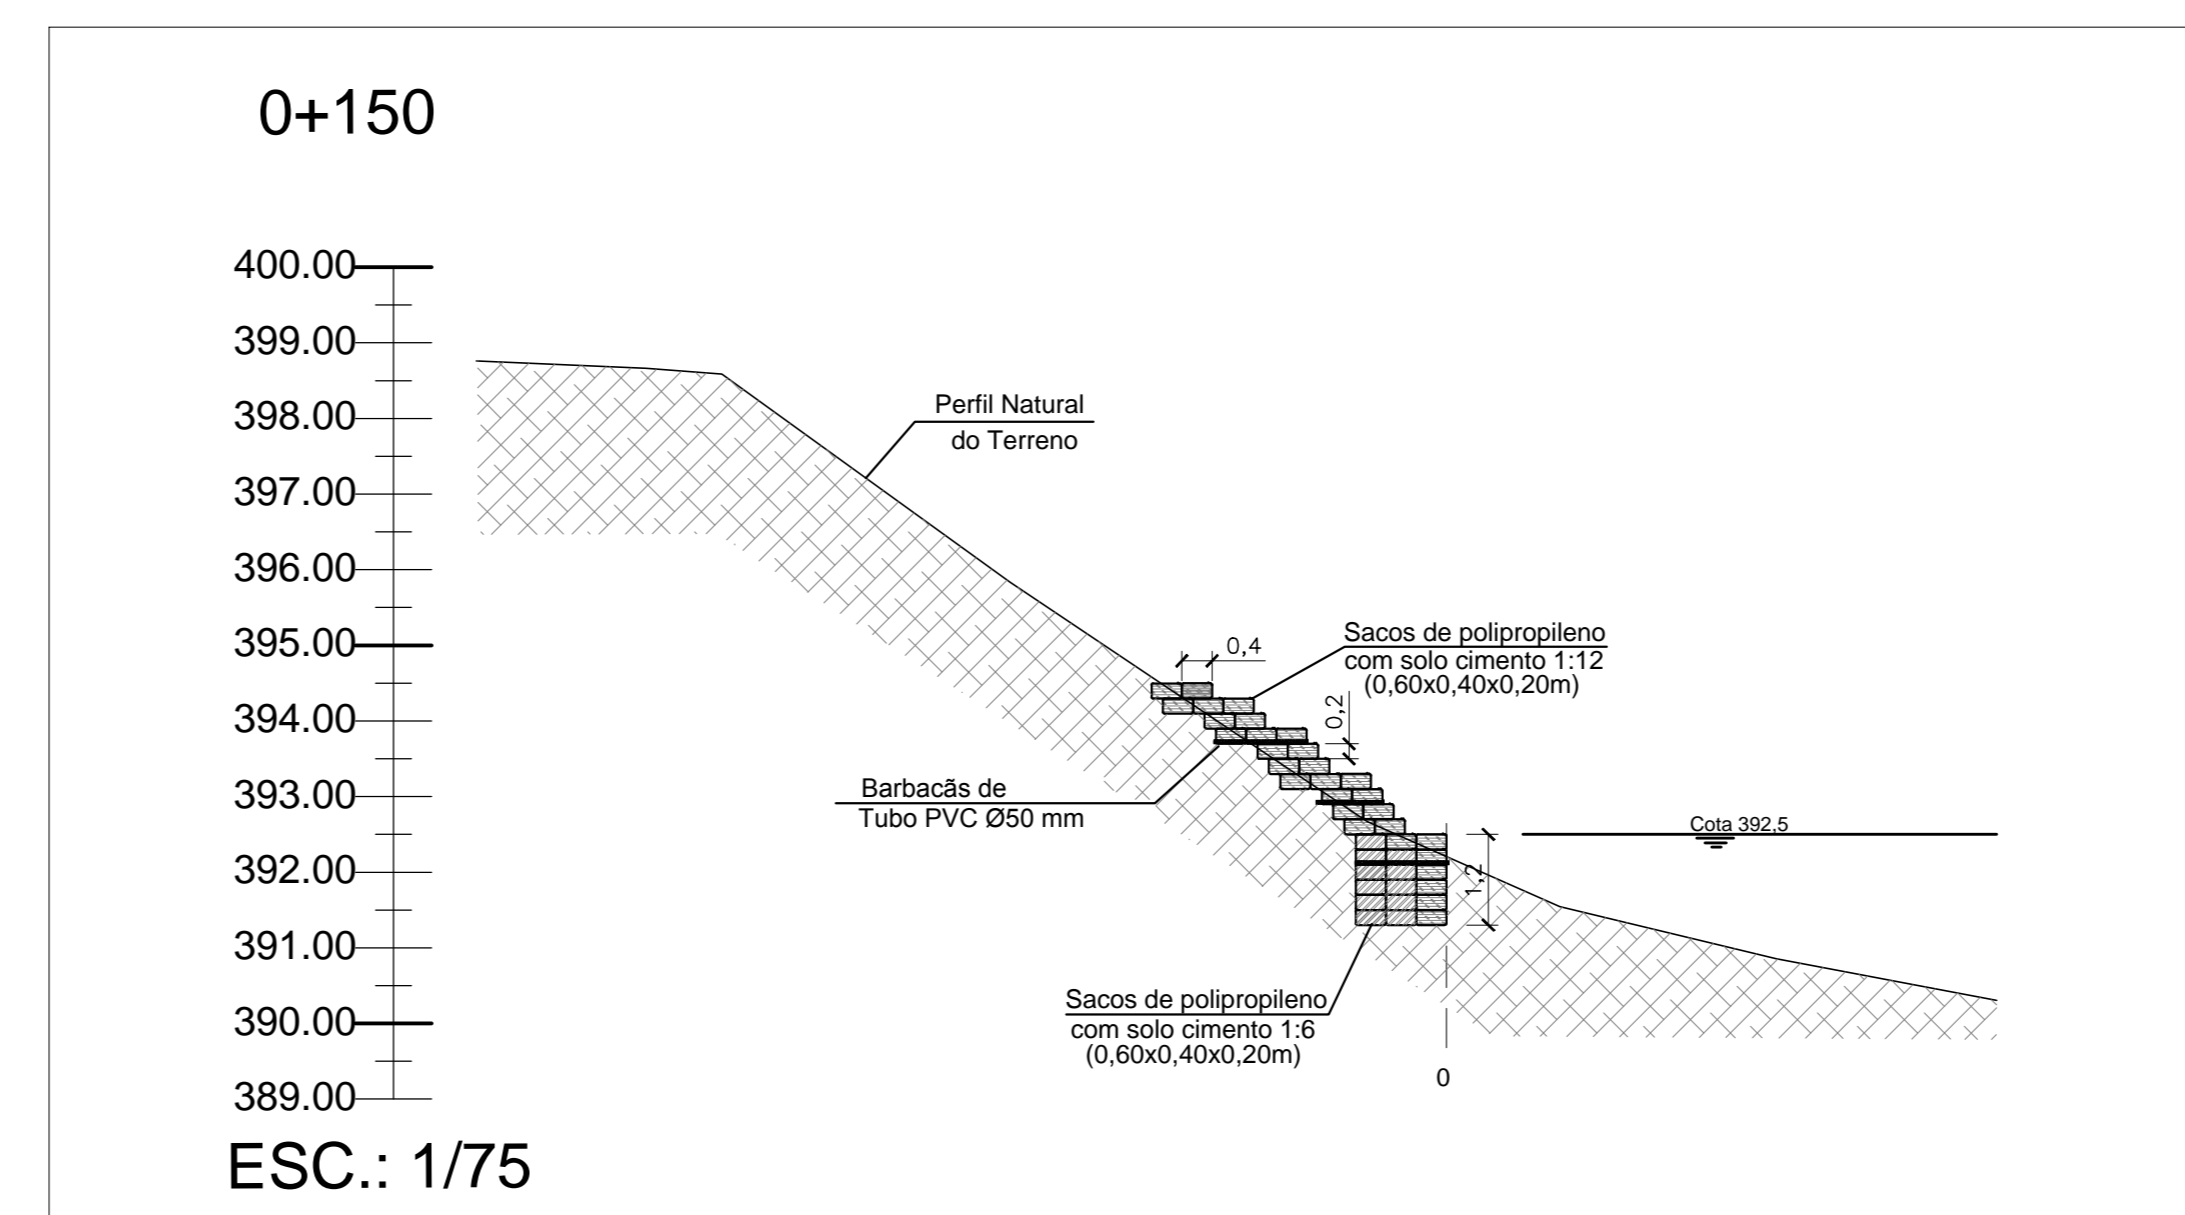 0+150
400.00
399.00
398.00
397.00
396.00
395.00
394.00
393.00
392.00
391.00
390.00
389.00
ESC.: 1/75
Perfil Natural
do Terreno
0,4
Sacos de polipropileno
com solo cimento 1:12
(0,60x0,40x0,20m)
0,2
Barbacãs de
Tubo PVC Ø50 mm
Cota 392,5
1,2
Sacos de polipropileno
com solo cimento 1:6
(0,60x0,40x0,20m)
0